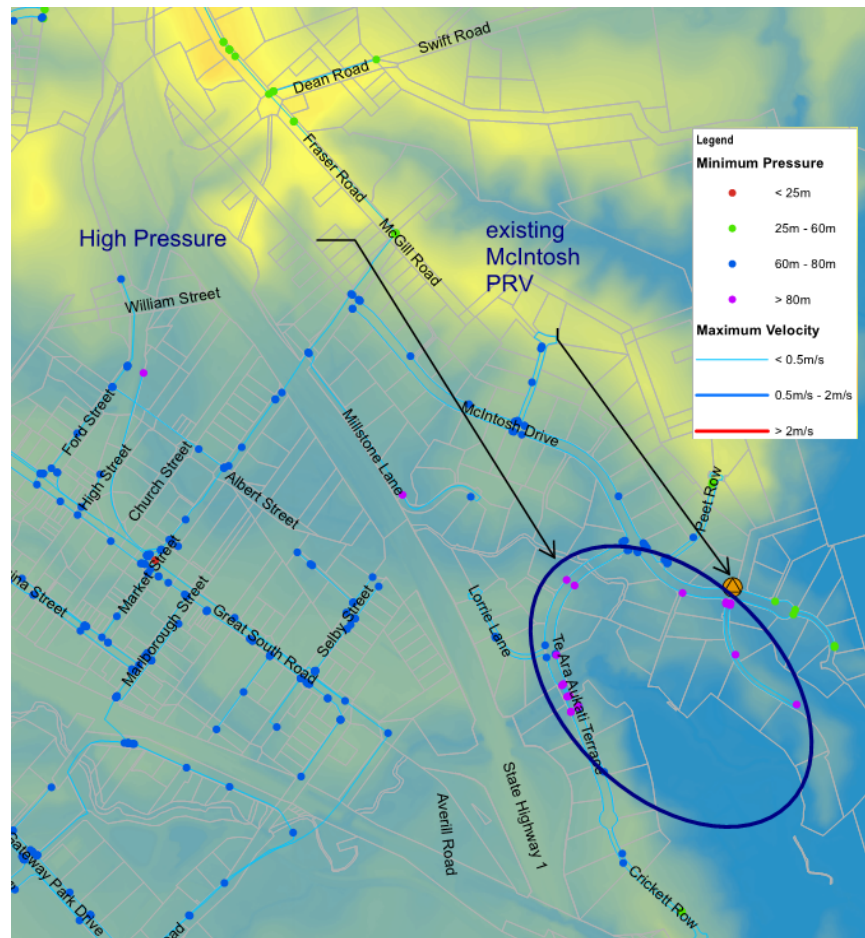 Swift Road
Dean Road
Fraser Road
McGill Road
High Pressure
existing
McIntosh
PRV
Legend
Minimum Pressure
< 25m
25m - 60m
60m - 80m
> 80m
Maximum Velocity
< 0.5m/s
0.5m/s - 2m/s
> 2m/s
William Street
Ford Street
High Street
Church Street
Albert Street
Millstone Lane
McIntosh Drive
Peet Row
Market Street
Marlborough Street
Great South Road
Selby Street
Lorrie Lane
Te Ara Aukati Terrace
ina Street
State Highway 1
Averill Road
Crickett Row
Gateway Park Drive
ad